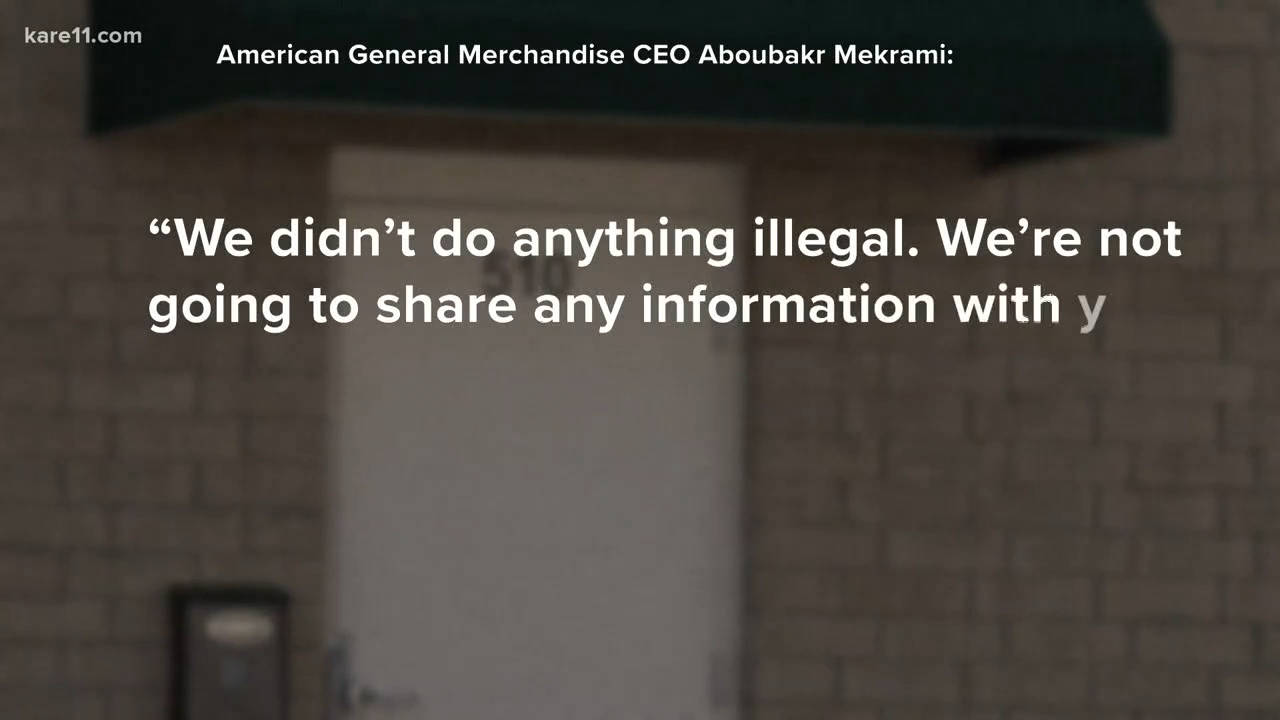 kare11.com
American General Merchandise CEO Aboubakr Mekrami:
“We didn’t do anything illegal. We’re not
510
going to share any information with y